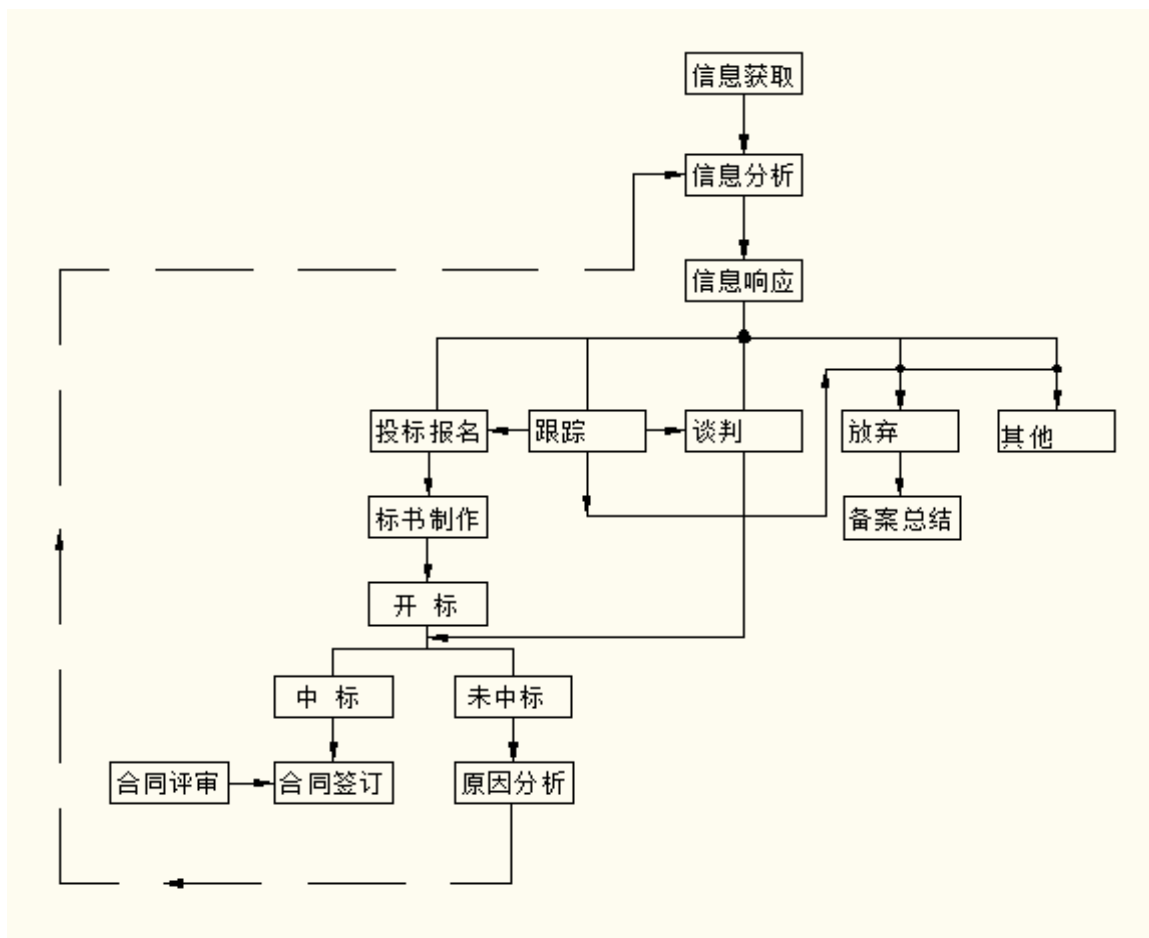 信息获取
信息分析
信息响应
投标报名
跟踪
谈判
放弃
其他
标书制作
备案总结
开 标
中 标
未中标
合同评审
合同签订
原因分析